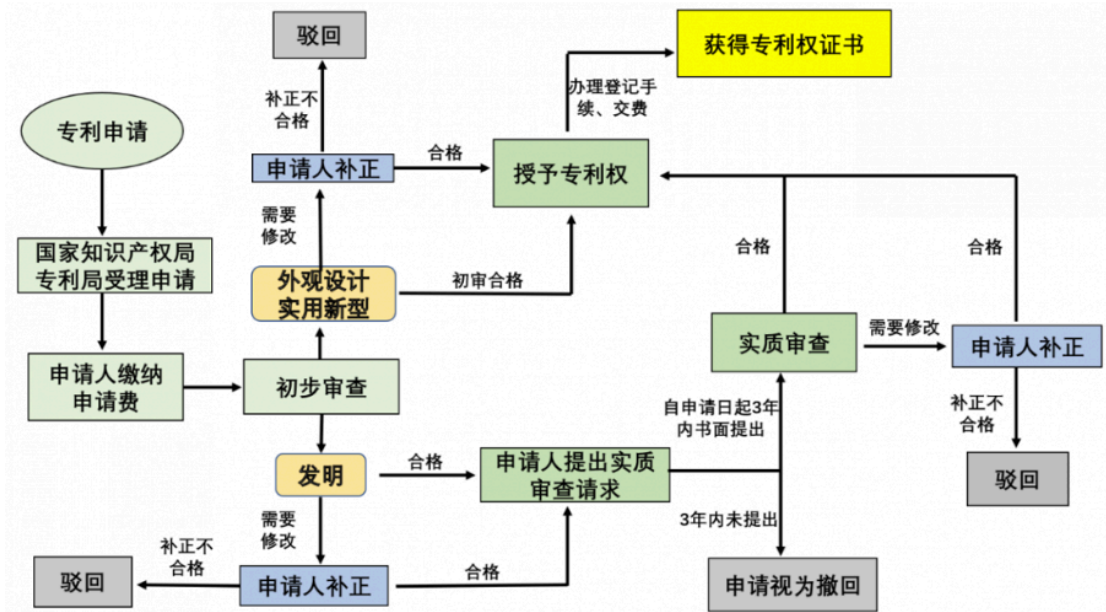 专利申请
国家知识产权局
专利局受理申请
申请人缴纳
申请费
初步审查
外观设计
实用新型
需要
修改
申请人补正
补正不
合格
驳回
合格
初审合格
授予专利权
办理登记手
续、交费
获得专利权证书
发明
需要
修改
申请人补正
补正不
合格
驳回
合格
合格
申请人提出实质
审查请求
自申请日起3年
内书面提出
3年内未提出
申请视为撤回
实质审查
合格
需要修改
申请人补正
合格
补正不
合格
驳回